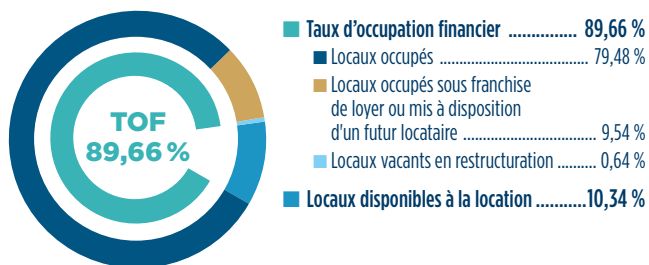 TOF
89,66 %
Taux d'occupation financier ............... 89,66 %
Locaux occupés ..................................... 79,48 %
Locaux occupés sous franchise
de loyer ou mis à disposition
d'un futur locataire ................................. 9,54 %
Locaux vacants en restructuration .......... 0,64 %
Locaux disponibles à la location ...........10,34 %